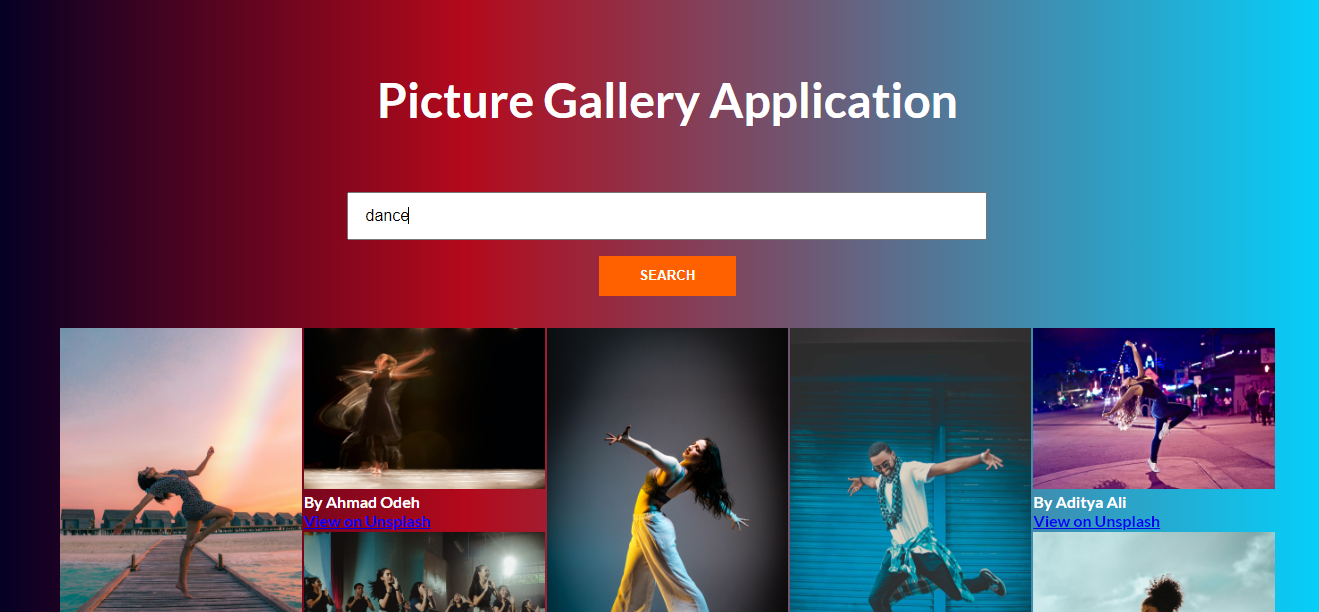 Picture Gallery Application
dance
SEARCH
By Ahmad Odeh
View on Unsplash
By Aditya Ali
View on Unsplash